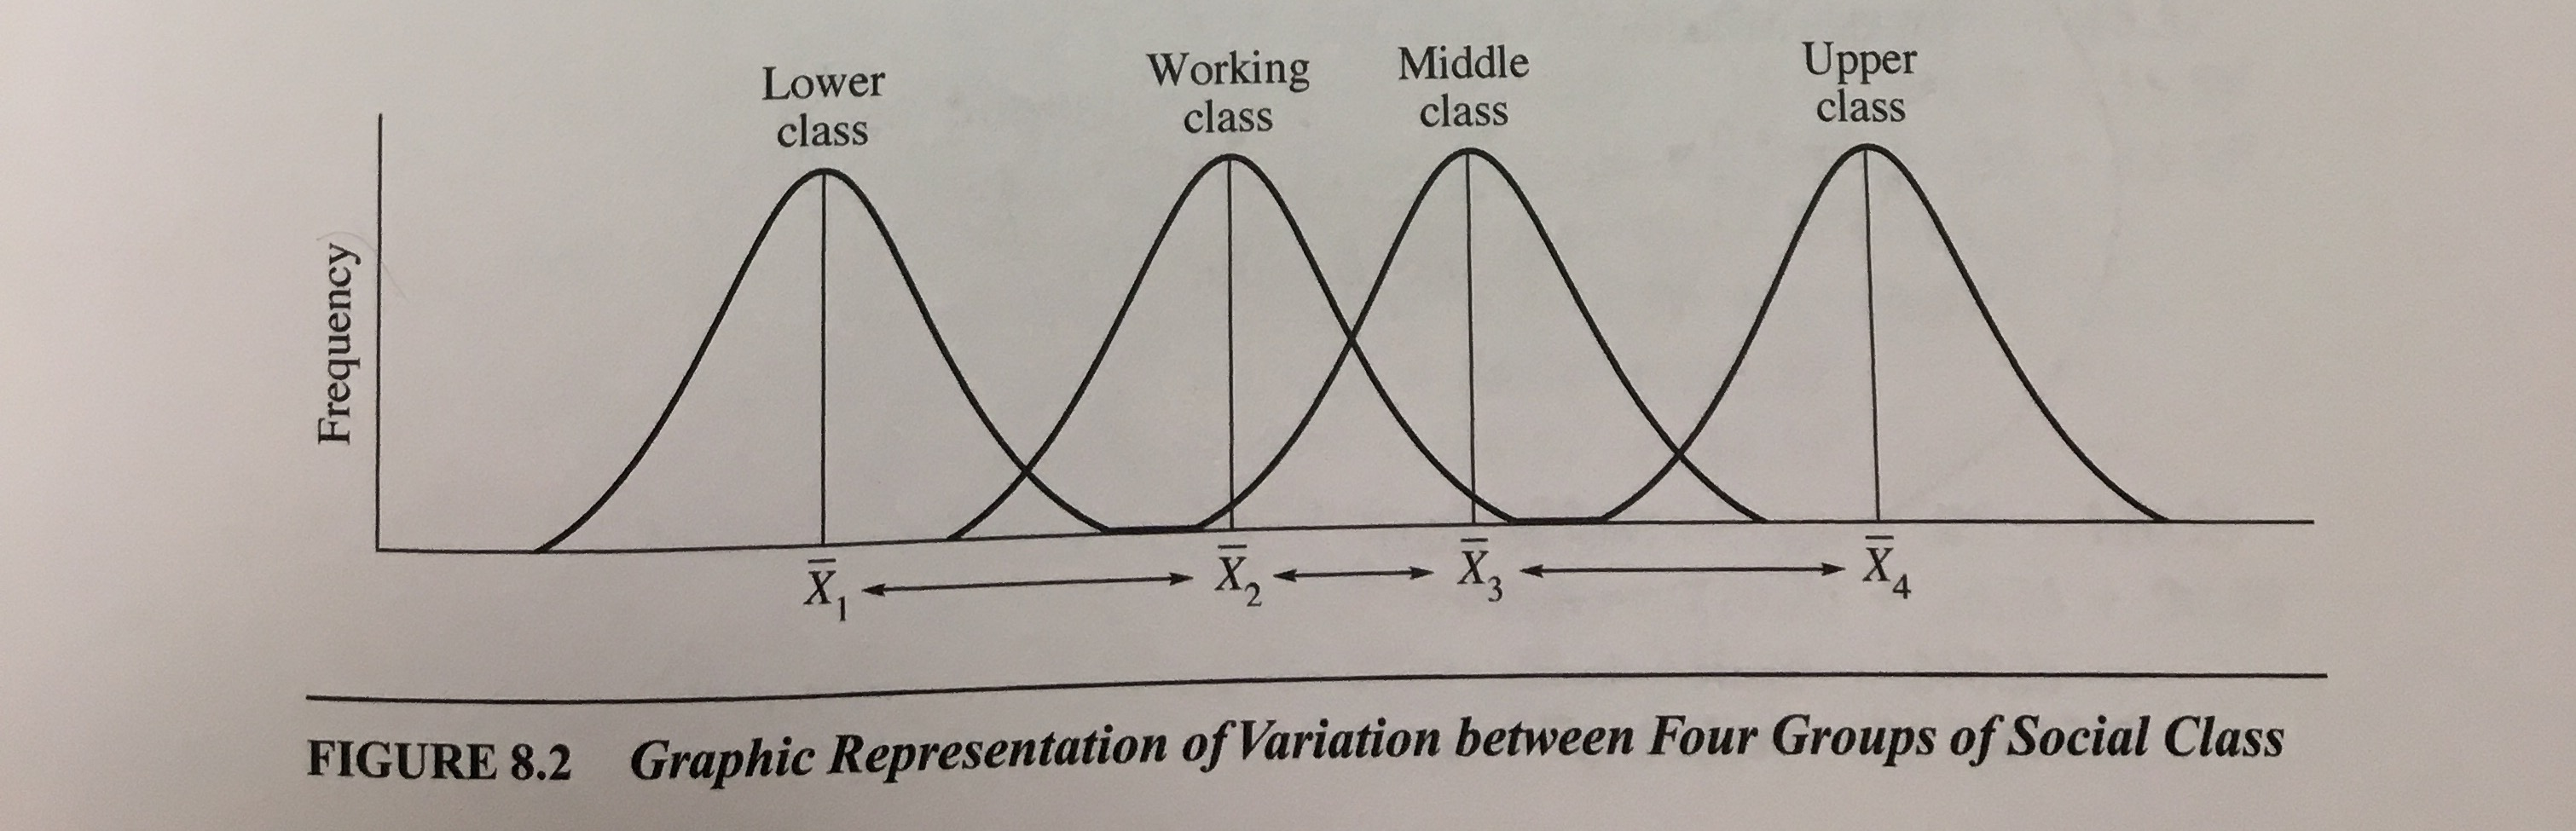 Lower
class
Working
class
Middle
class
Upper
class
Frequency
X̅₁
X̅₂
X̅₃
X̅₄
FIGURE 8.2 Graphic Representation of Variation between Four Groups of Social Class